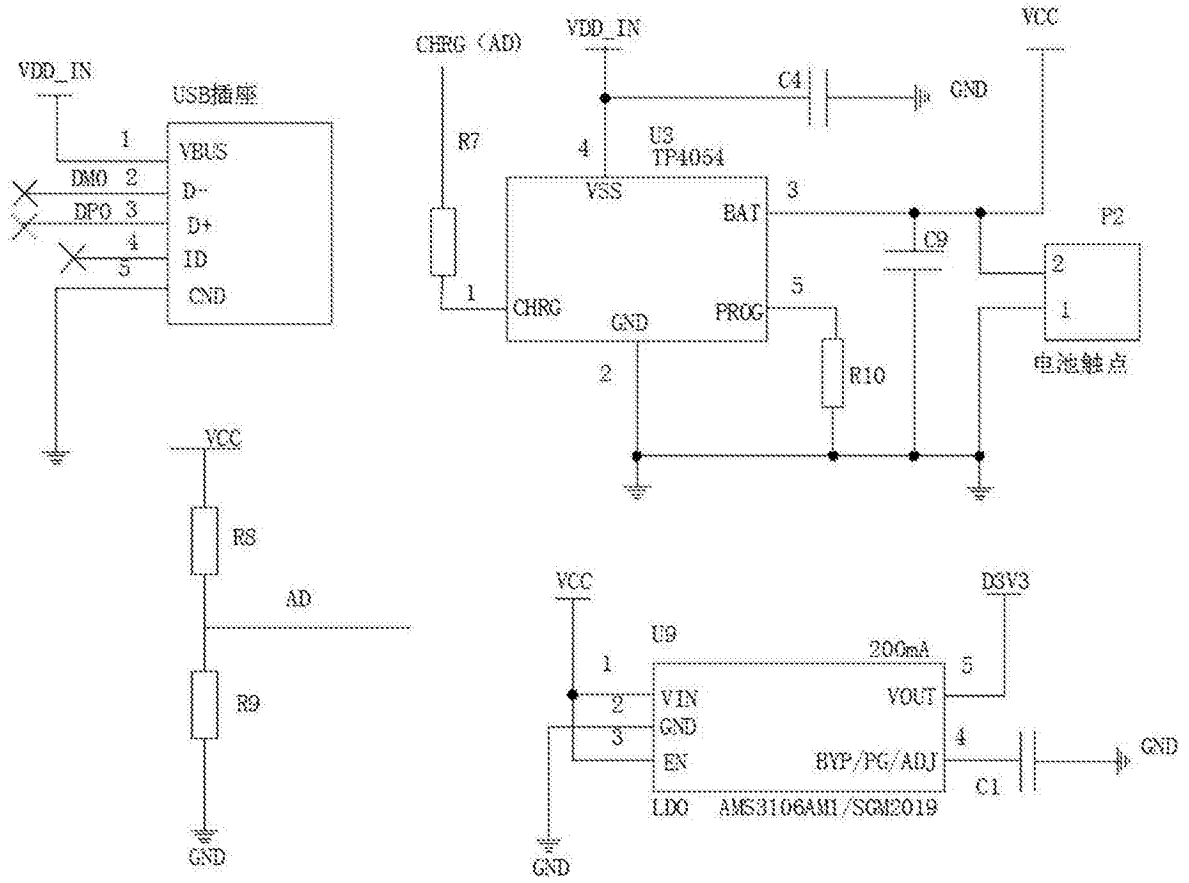 VDD_IN
USB插座
1
VBUS
DMO
2
D-
DPO
3
D+
4
ID
5
CND
CHRG (AD)
R7
VDD_IN
C4
GND
VCC
U3
TP4054
4
VSS
3
BAT
C9
P2
2
1
电池触点
1
CHRG
GND
2
5
PROG
R10
VCC
R8
AD
R9
GND
VCC
D3V3
U9
200mA
1
VIN
2
GND
3
EN
5
VOUT
4
BYP/PG/ADJ
C1
GND
LDO
AMS3106AM1/SGM2019
GND